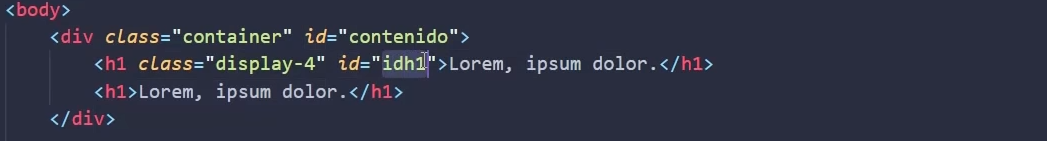 <body>
<div class="container" id="contenido">
<h1 class="display-4" id="idh1">Lorem, ipsum dolor.</h1>
<h1>Lorem, ipsum dolor.</h1>
</div>